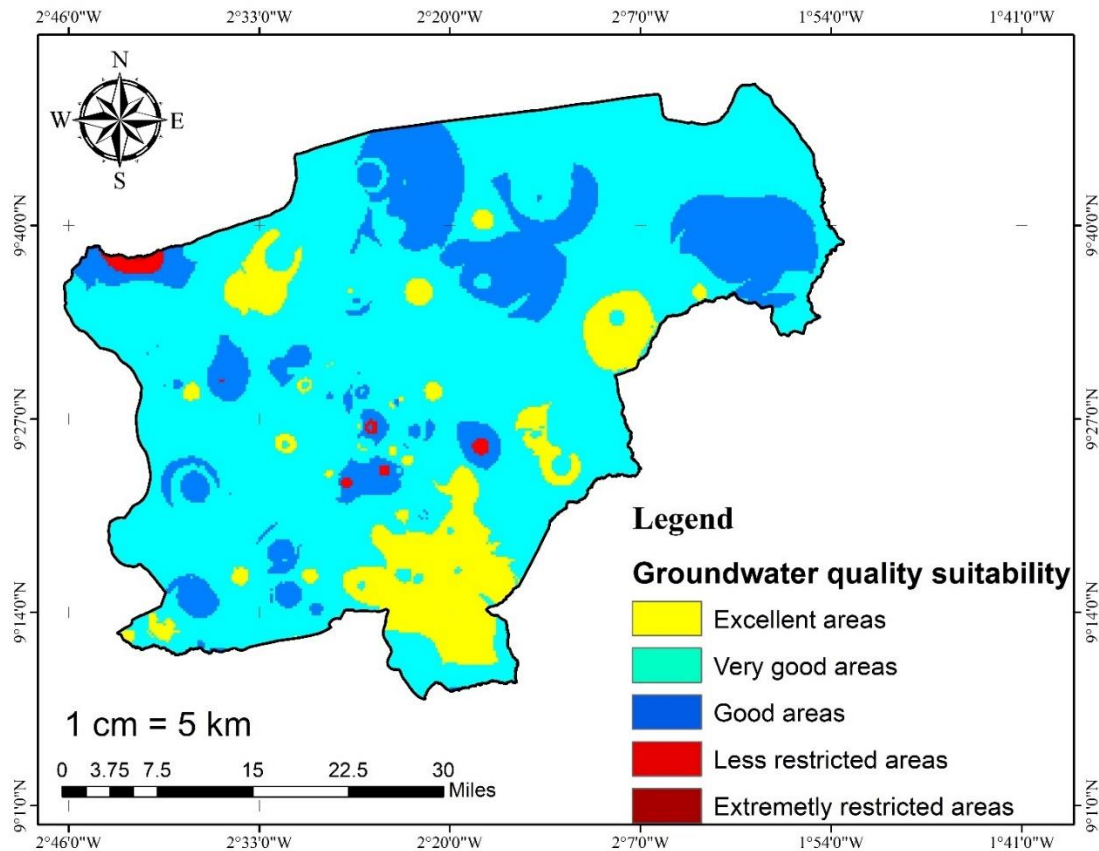 2°46'0"W 2°33'0"W 2°20'0"W 2°7'0"W 1°54'0"W 1°41'0"W
N
W E
S
9°40'0"N 9°40'0"N
9°27'0"N 9°27'0"N
Legend
Groundwater quality suitability
Excellent areas
9°14'0"N 9°14'0"N
Very good areas
Good areas
1 cm = 5 km
Less restricted areas
0 3.75 7.5 15 22.5 30
Miles
Extremetly restricted areas
9°1'0"N 9°1'0"N
2°46'0"W 2°33'0"W 2°20'0"W 2°7'0"W 1°54'0"W 1°41'0"W